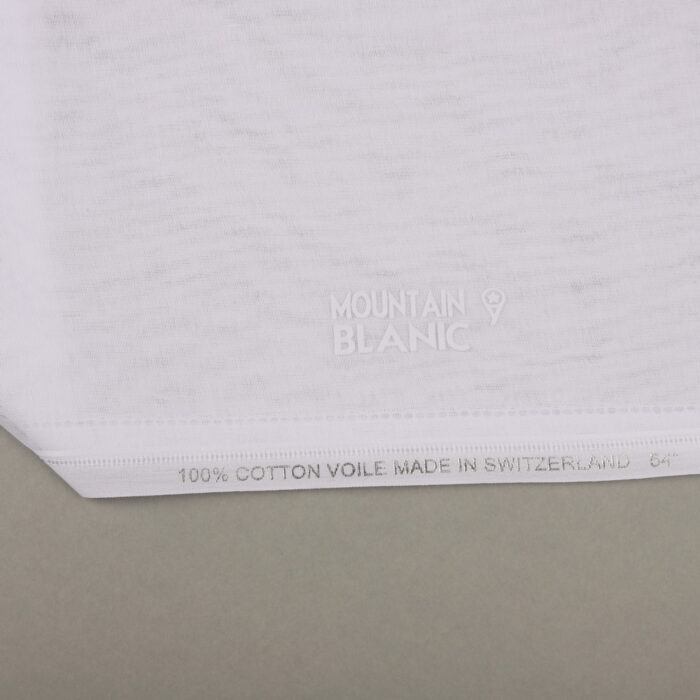 MOUNTAIN
BLANIC
100% COTTON VOILE MADE IN SWITZERLAND 54"